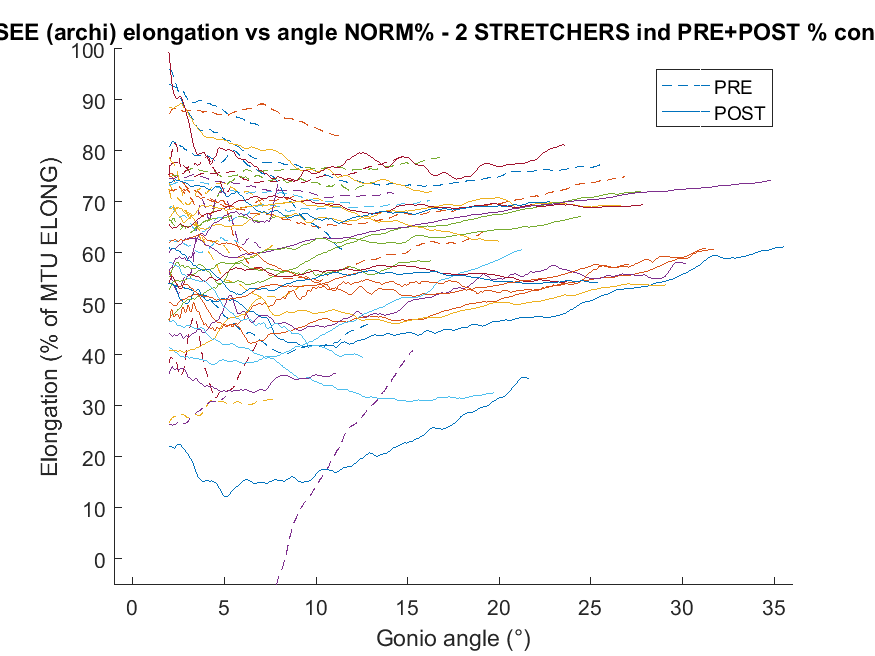 SEE (archi) elongation vs angle NORM% - 2 STRETCHERS ind PRE+POST % con
100
90
80
70
60
50
40
30
20
10
0
Elongation (% of MTU ELONG)
PRE
POST
0 5 10 15 20 25 30 35
Gonio angle (°)